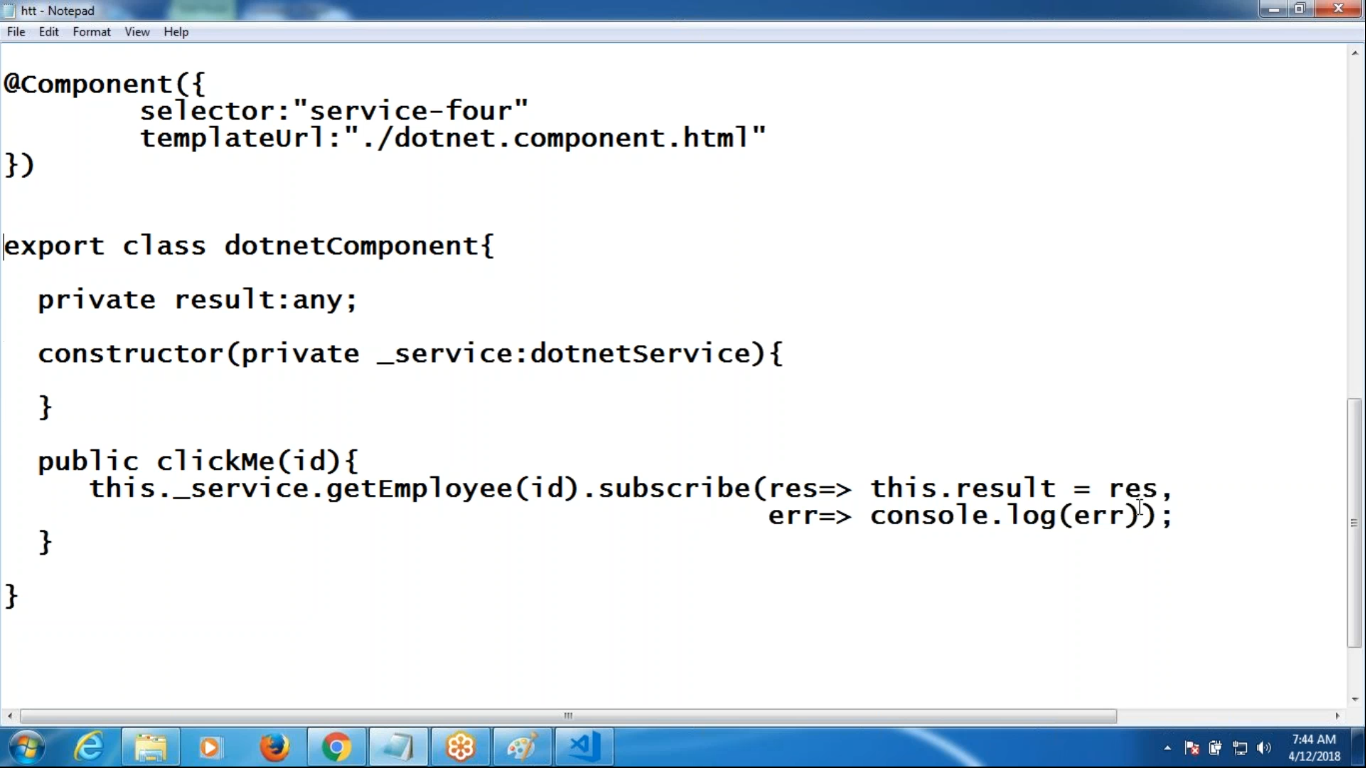 htt - Notepad
File Edit Format View Help
@Component({
selector:"service-four"
templateUrl:"./dotnet.component.html"
})
export class dotnetComponent{
private result:any;
constructor(private _service:dotnetService){
}
public clickMe(id){
this._service.getEmployee(id).subscribe(res=> this.result = res,
err=> console.log(err));
}
}
7:44 AM
4/12/2018